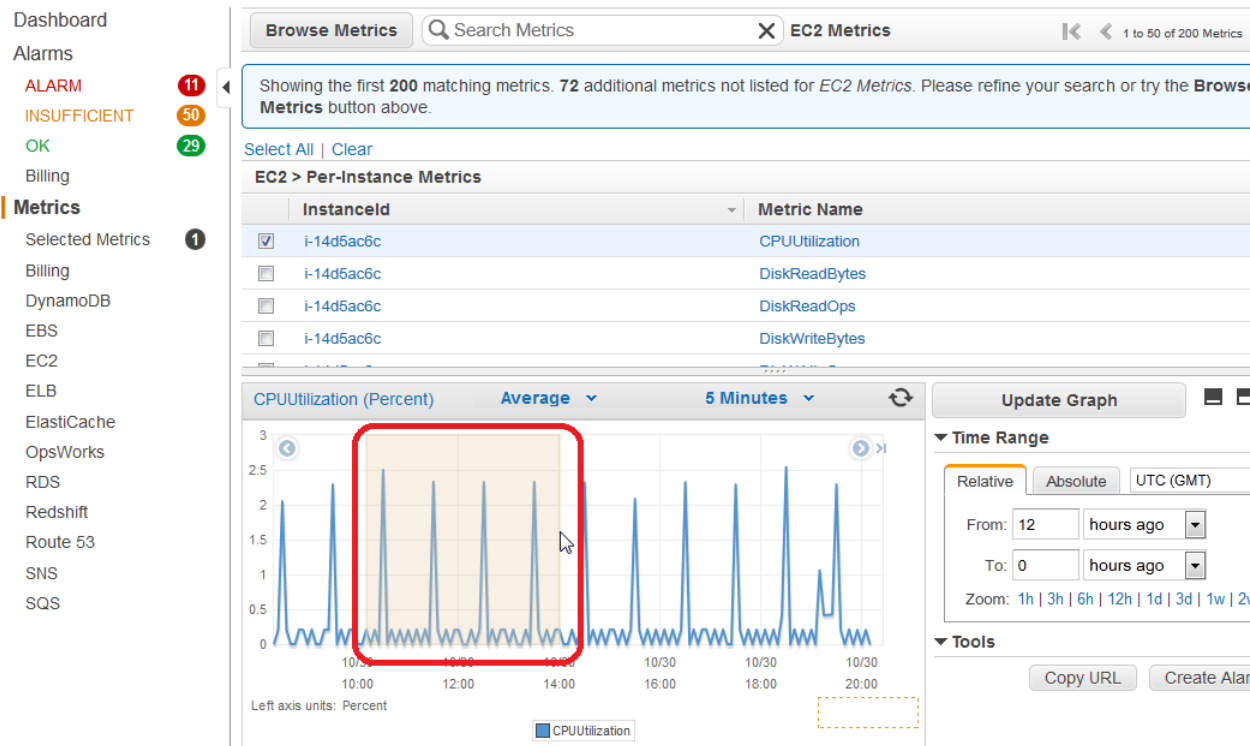 Dashboard
Alarms
ALARM 11
INSUFFICIENT 50
OK 29
Billing
Metrics
Selected Metrics 1
Billing
DynamoDB
EBS
EC2
ELB
ElastiCache
OpsWorks
RDS
Redshift
Route 53
SNS
SQS
Browse Metrics Search Metrics EC2 Metrics 1 to 50 of 200 Metrics
Showing the first 200 matching metrics. 72 additional metrics not listed for EC2 Metrics. Please refine your search or try the Browse
Metrics button above.
Select All | Clear
EC2 > Per-Instance Metrics
InstanceId Metric Name
i-14d5ac6c CPUUtilization
i-14d5ac6c DiskReadBytes
i-14d5ac6c DiskReadOps
i-14d5ac6c DiskWriteBytes
CPUUtilization (Percent) Average 5 Minutes
3
2.5
2
1.5
1
0.5
0
10/30 10/30 10/30 10/30 10/30 10/30
10:00 12:00 14:00 16:00 18:00 20:00
Left axis units: Percent
CPUUtilization
Update Graph
Time Range
Relative Absolute UTC (GMT)
From: 12 hours ago
To: 0 hours ago
Zoom: 1h | 3h | 6h | 12h | 1d | 3d | 1w | 2w
Tools
Copy URL Create Alar